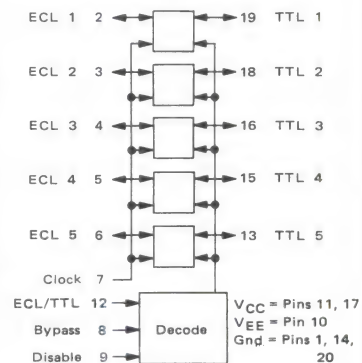 ECL 1 2 19 TTL 1
ECL 2 3 18 TTL 2
ECL 3 4 16 TTL 3
ECL 4 5 15 TTL 4
ECL 5 6 13 TTL 5
Clock 7
ECL/TTL 12
Bypass 8
Disable 9
Decode
VCC = Pins 11, 17
VEE = Pin 10
Gnd = Pins 1, 14,
20